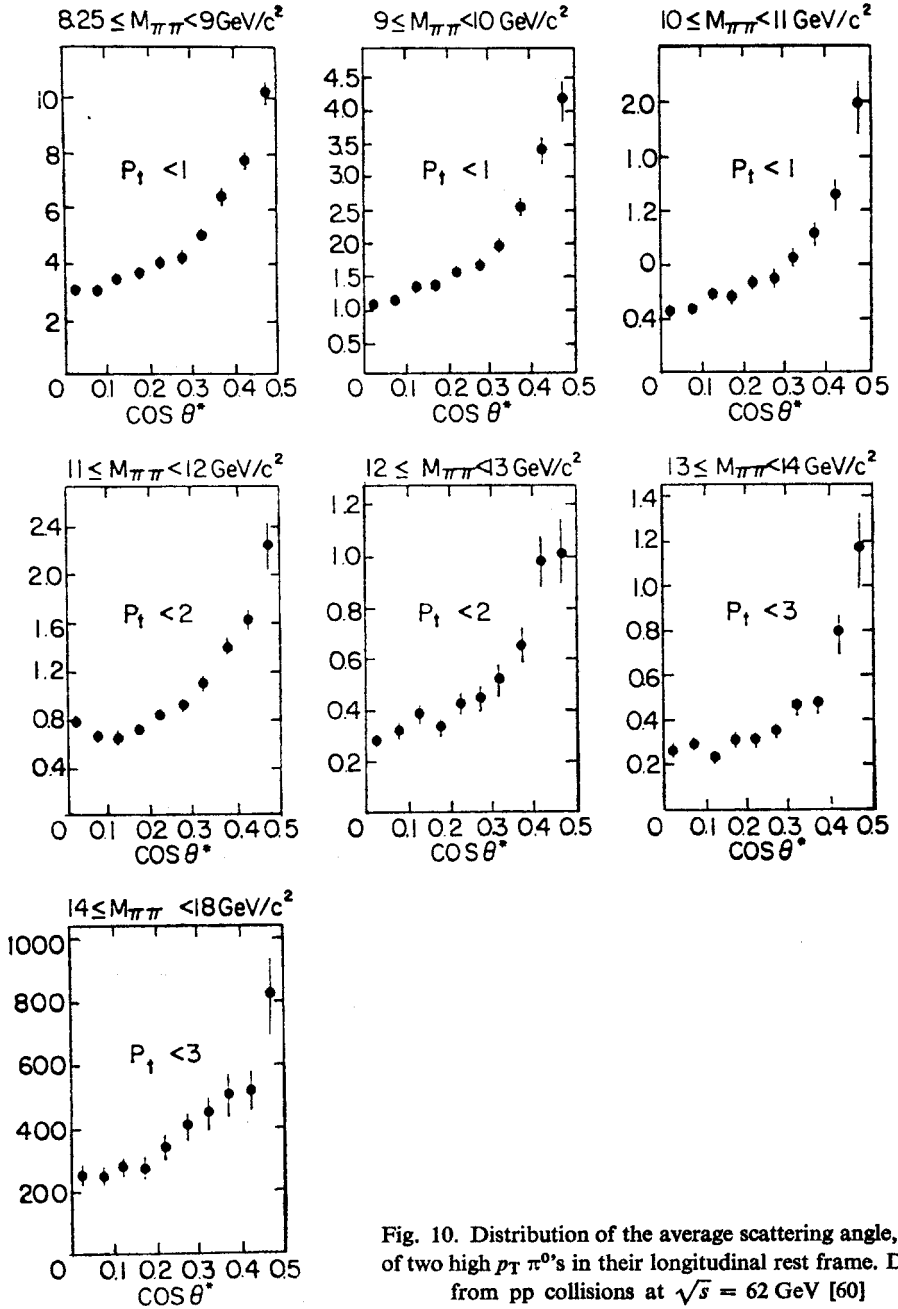 8.25 ≤ Mππ < 9 GeV/c²
10
8
6
4
2
Pt < 1
0 0.1 0.2 0.3 0.4 0.5
COS θ*
9 ≤ Mππ < 10 GeV/c²
4.5
4.0
3.5
3.0
2.5
2.0
1.5
1.0
0.5
Pt < 1
0 0.1 0.2 0.3 0.4 0.5
COS θ*
10 ≤ Mππ < 11 GeV/c²
2.0
1.0
1.2
0
0.4
Pt < 1
0 0.1 0.2 0.3 0.4 0.5
COS θ*
11 ≤ Mππ < 12 GeV/c²
2.4
2.0
1.6
1.2
0.8
0.4
Pt < 2
0 0.1 0.2 0.3 0.4 0.5
COS θ*
12 ≤ Mππ < 13 GeV/c²
1.2
1.0
0.8
0.6
0.4
0.2
Pt < 2
0 0.1 0.2 0.3 0.4 0.5
COS θ*
13 ≤ Mππ < 14 GeV/c²
1.4
1.2
1.0
0.8
0.6
0.4
0.2
Pt < 3
0 0.1 0.2 0.3 0.4 0.5
COS θ*
14 ≤ Mππ < 18 GeV/c²
1000
800
600
400
200
Pt < 3
0 0.1 0.2 0.3 0.4 0.5
COS θ*
Fig. 10. Distribution of the average scattering angle,
of two high pT π⁰'s in their longitudinal rest frame. D
from pp collisions at √s = 62 GeV [60]